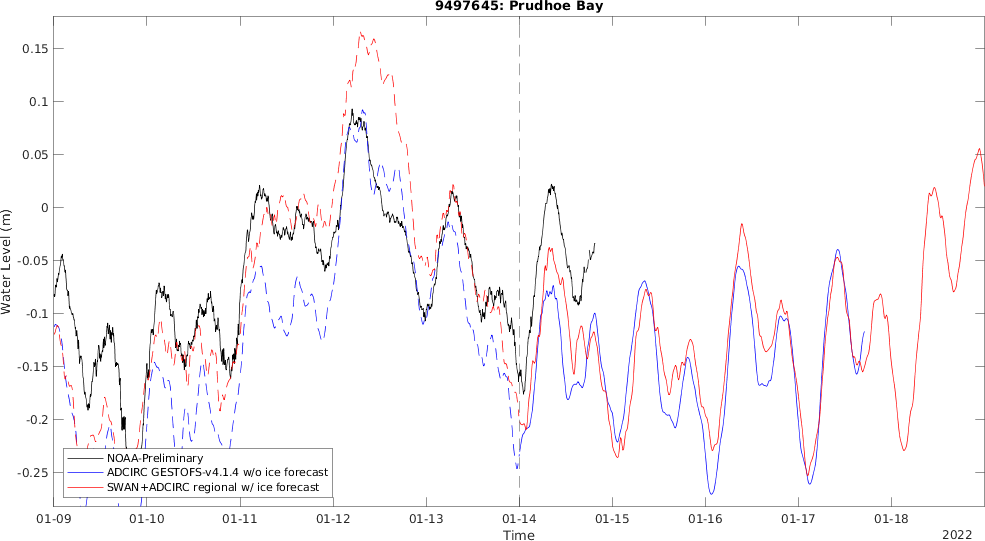 9497645: Prudhoe Bay
Water Level (m)
0.15
0.1
0.05
0
-0.05
-0.1
-0.15
-0.2
-0.25
NOAA-Preliminary
ADCIRC GESTOFS-v4.1.4 w/o ice forecast
SWAN+ADCIRC regional w/ ice forecast
01-09 01-10 01-11 01-12 01-13 01-14 01-15 01-16 01-17 01-18
Time
2022